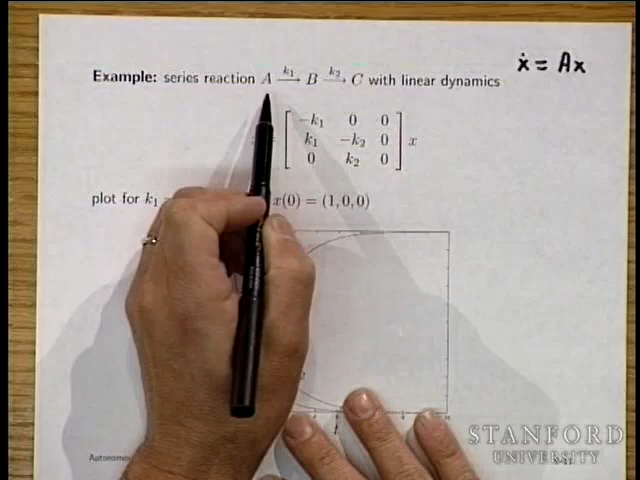 Example: series reaction A —k₁→ B —k₂→ C with linear dynamics
ẋ = Ax
−k₁ 0 0
k₁ −k₂ 0
0 k₂ 0
x
plot for k₁
x(0) = (1, 0, 0)
t
STANFORD
UNIVERSITY